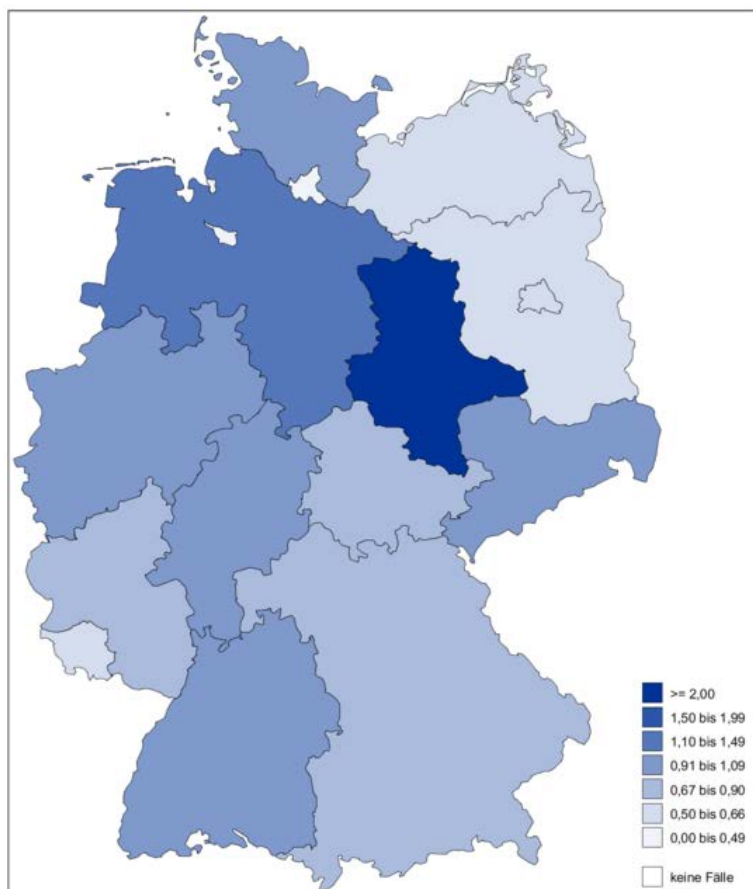 >= 2,00
1,50 bis 1,99
1,10 bis 1,49
0,91 bis 1,09
0,67 bis 0,90
0,50 bis 0,66
0,00 bis 0,49
keine Fälle